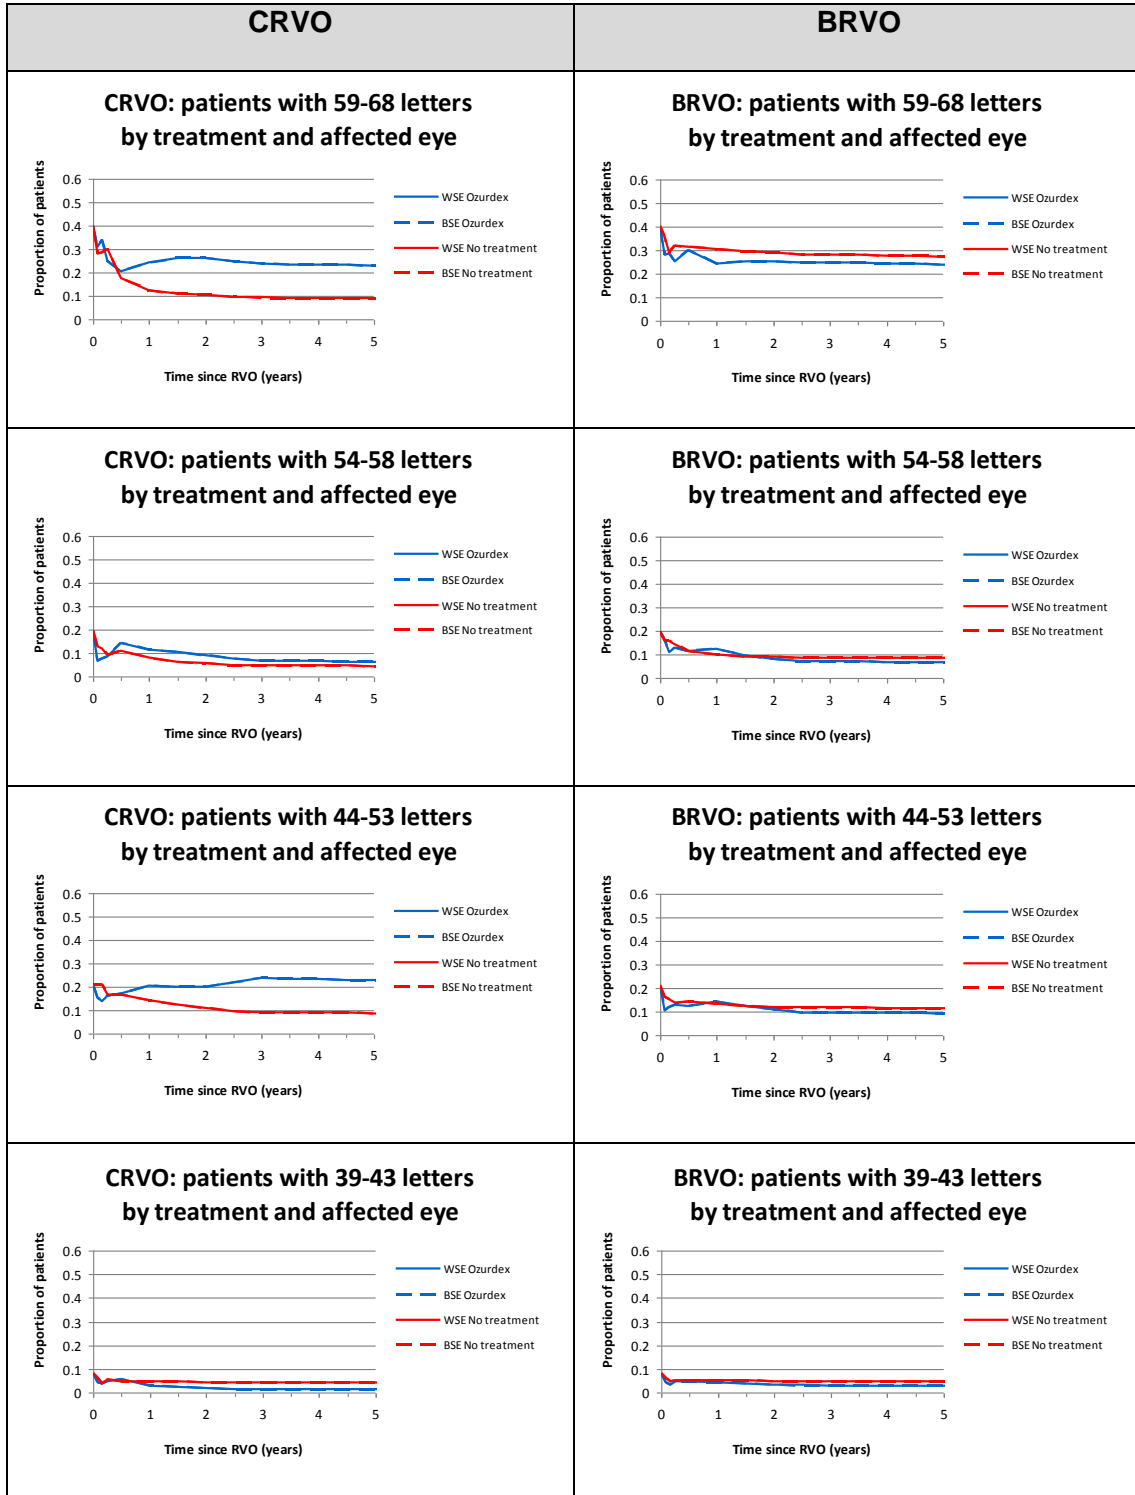 CRVO
BRVO
CRVO: patients with 59-68 letters
by treatment and affected eye
Proportion of patients
0.6
0.5
0.4
0.3
0.2
0.1
0
0 1 2 3 4 5
Time since RVO (years)
WSE Ozurdex
BSE Ozurdex
WSE No treatment
BSE No treatment
BRVO: patients with 59-68 letters
by treatment and affected eye
Proportion of patients
0.6
0.5
0.4
0.3
0.2
0.1
0
0 1 2 3 4 5
Time since RVO (years)
WSE Ozurdex
BSE Ozurdex
WSE No treatment
BSE No treatment
CRVO: patients with 54-58 letters
by treatment and affected eye
Proportion of patients
0.6
0.5
0.4
0.3
0.2
0.1
0
0 1 2 3 4 5
Time since RVO (years)
WSE Ozurdex
BSE Ozurdex
WSE No treatment
BSE No treatment
BRVO: patients with 54-58 letters
by treatment and affected eye
Proportion of patients
0.6
0.5
0.4
0.3
0.2
0.1
0
0 1 2 3 4 5
Time since RVO (years)
WSE Ozurdex
BSE Ozurdex
WSE No treatment
BSE No treatment
CRVO: patients with 44-53 letters
by treatment and affected eye
Proportion of patients
0.6
0.5
0.4
0.3
0.2
0.1
0
0 1 2 3 4 5
Time since RVO (years)
WSE Ozurdex
BSE Ozurdex
WSE No treatment
BSE No treatment
BRVO: patients with 44-53 letters
by treatment and affected eye
Proportion of patients
0.6
0.5
0.4
0.3
0.2
0.1
0
0 1 2 3 4 5
Time since RVO (years)
WSE Ozurdex
BSE Ozurdex
WSE No treatment
BSE No treatment
CRVO: patients with 39-43 letters
by treatment and affected eye
Proportion of patients
0.6
0.5
0.4
0.3
0.2
0.1
0
0 1 2 3 4 5
Time since RVO (years)
WSE Ozurdex
BSE Ozurdex
WSE No treatment
BSE No treatment
BRVO: patients with 39-43 letters
by treatment and affected eye
Proportion of patients
0.6
0.5
0.4
0.3
0.2
0.1
0
0 1 2 3 4 5
Time since RVO (years)
WSE Ozurdex
BSE Ozurdex
WSE No treatment
BSE No treatment